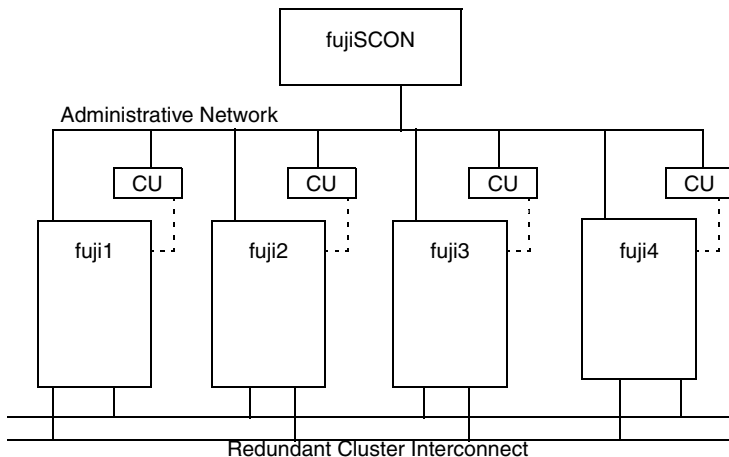 fujiSCON
Administrative Network
CU CU CU CU
fuji1 fuji2 fuji3 fuji4
Redundant Cluster Interconnect